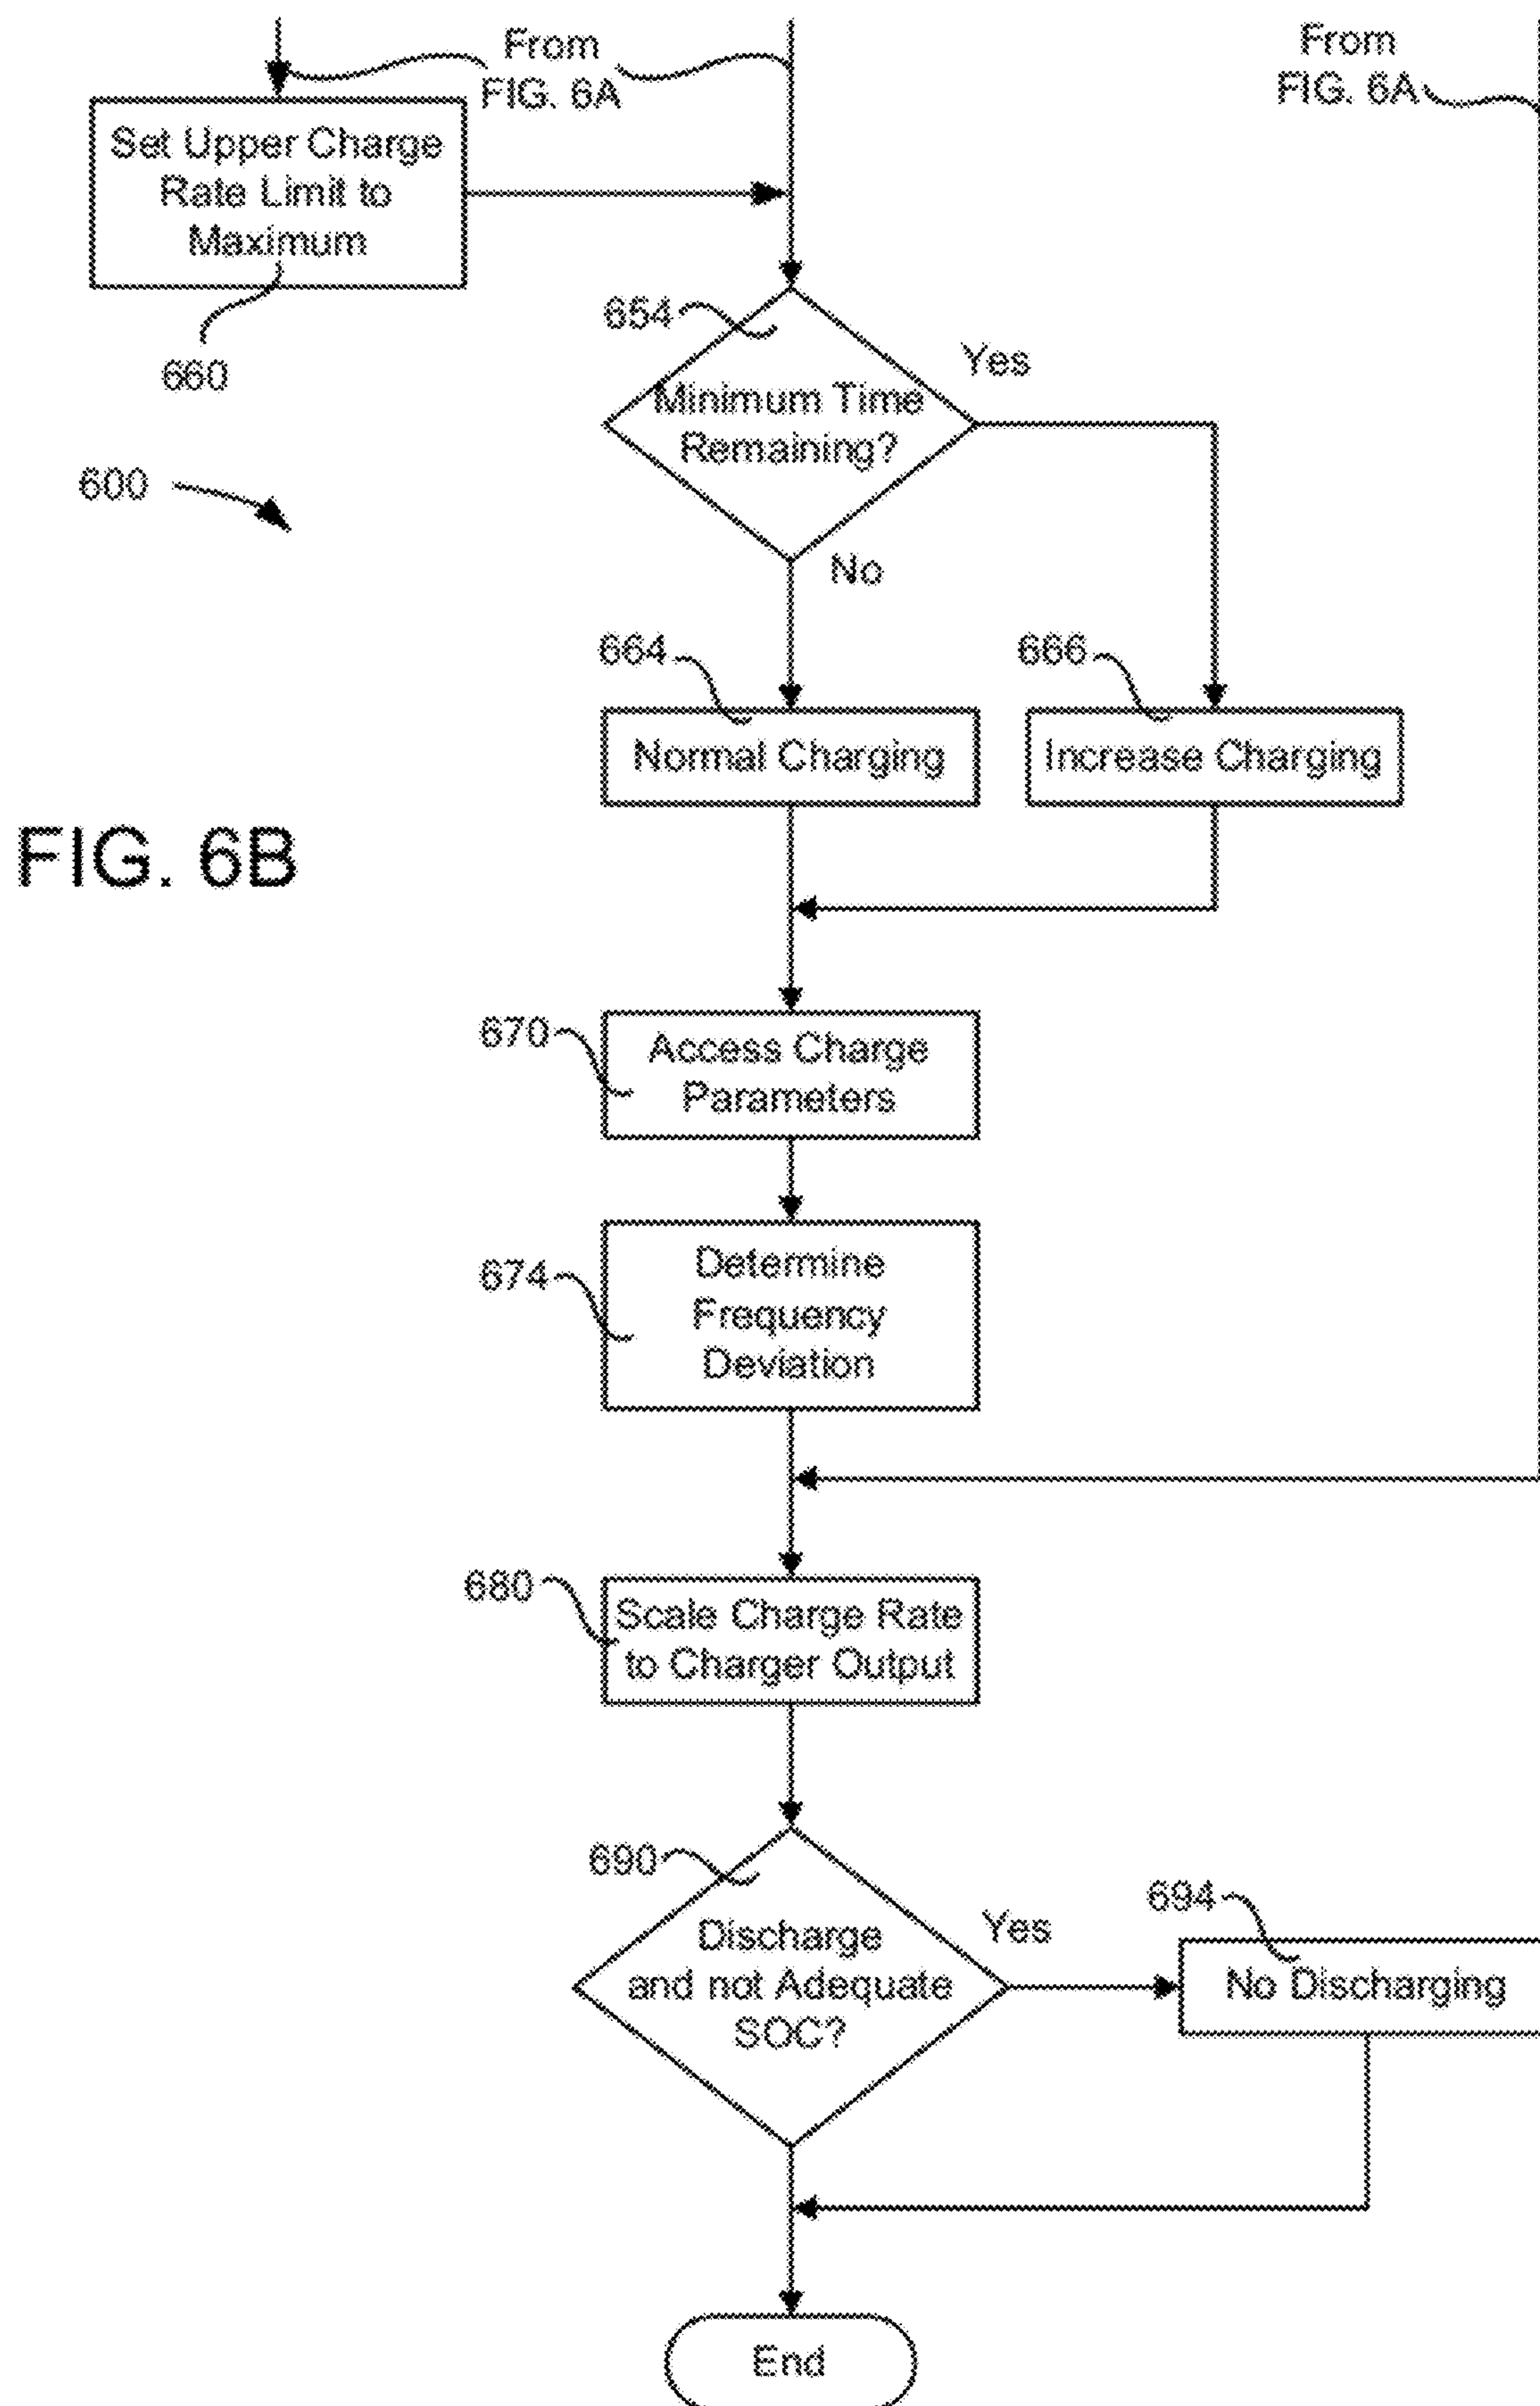 From
FIG. 6A
From
FIG. 6A
Set Upper Charge
Rate Limit to
Maximum
660
654
Yes
Minimum Time
Remaining?
600
No
664
666
Normal Charging
Increase Charging
FIG. 6B
670
Access Charge
Parameters
674
Determine
Frequency
Deviation
680
Scale Charge Rate
to Charger Output
690
694
Yes
Discharge
and not Adequate
SOC?
No Discharging
End